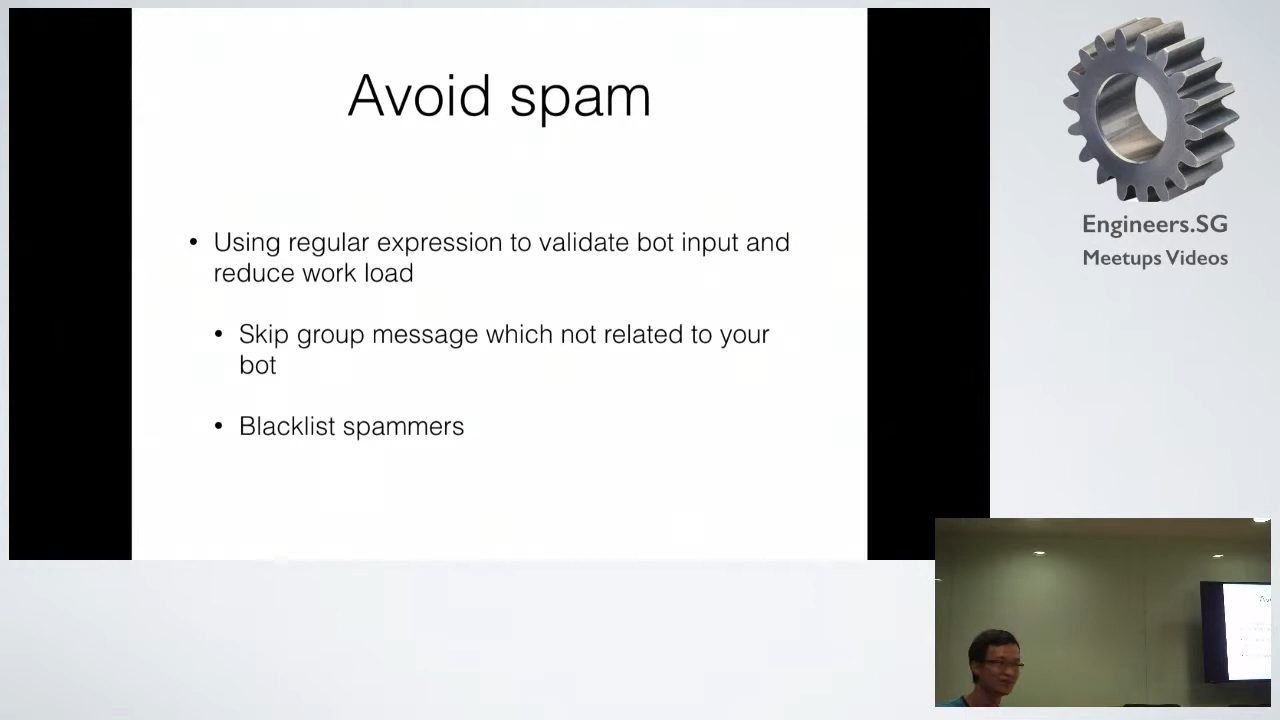 Avoid spam
• Using regular expression to validate bot input and
reduce work load
• Skip group message which not related to your
bot
• Blacklist spammers
Engineers.SG
Meetups Videos